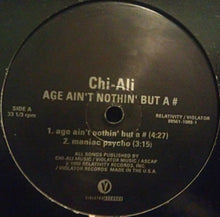 Chi-Ali
AGE AIN'T NOTHIN' BUT A #
SIDE A
33 1/3 rpm
RELATIVITY / VIOLATOR
1. age ain't nothin' but a # (4:27)
2. maniac psycho (3:15)
ALL SONGS PUBLISHED BY
CHI-ALI MUSIC / VIOLATOR MUSIC / ASCAP
VIOLATOR RECORDS. MADE IN THE U.S.A.
V
VIOLATOR RECORDS